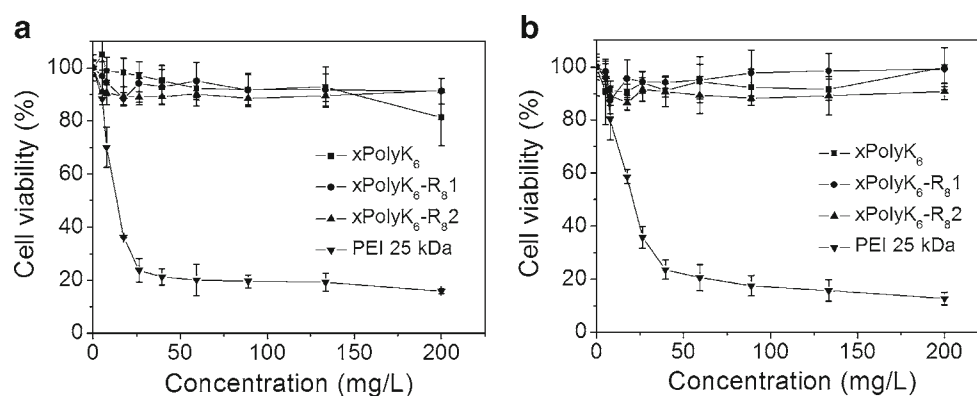 a
100
80
60
40
20
0
Cell viability (%)
xPolyK₆
xPolyK₆-R₈1
xPolyK₆-R₈2
PEI 25 kDa
0 50 100 150 200
Concentration (mg/L)
b
100
80
60
40
20
0
Cell viability (%)
xPolyK₆
xPolyK₆-R₈1
xPolyK₆-R₈2
PEI 25 kDa
0 50 100 150 200
Concentration (mg/L)